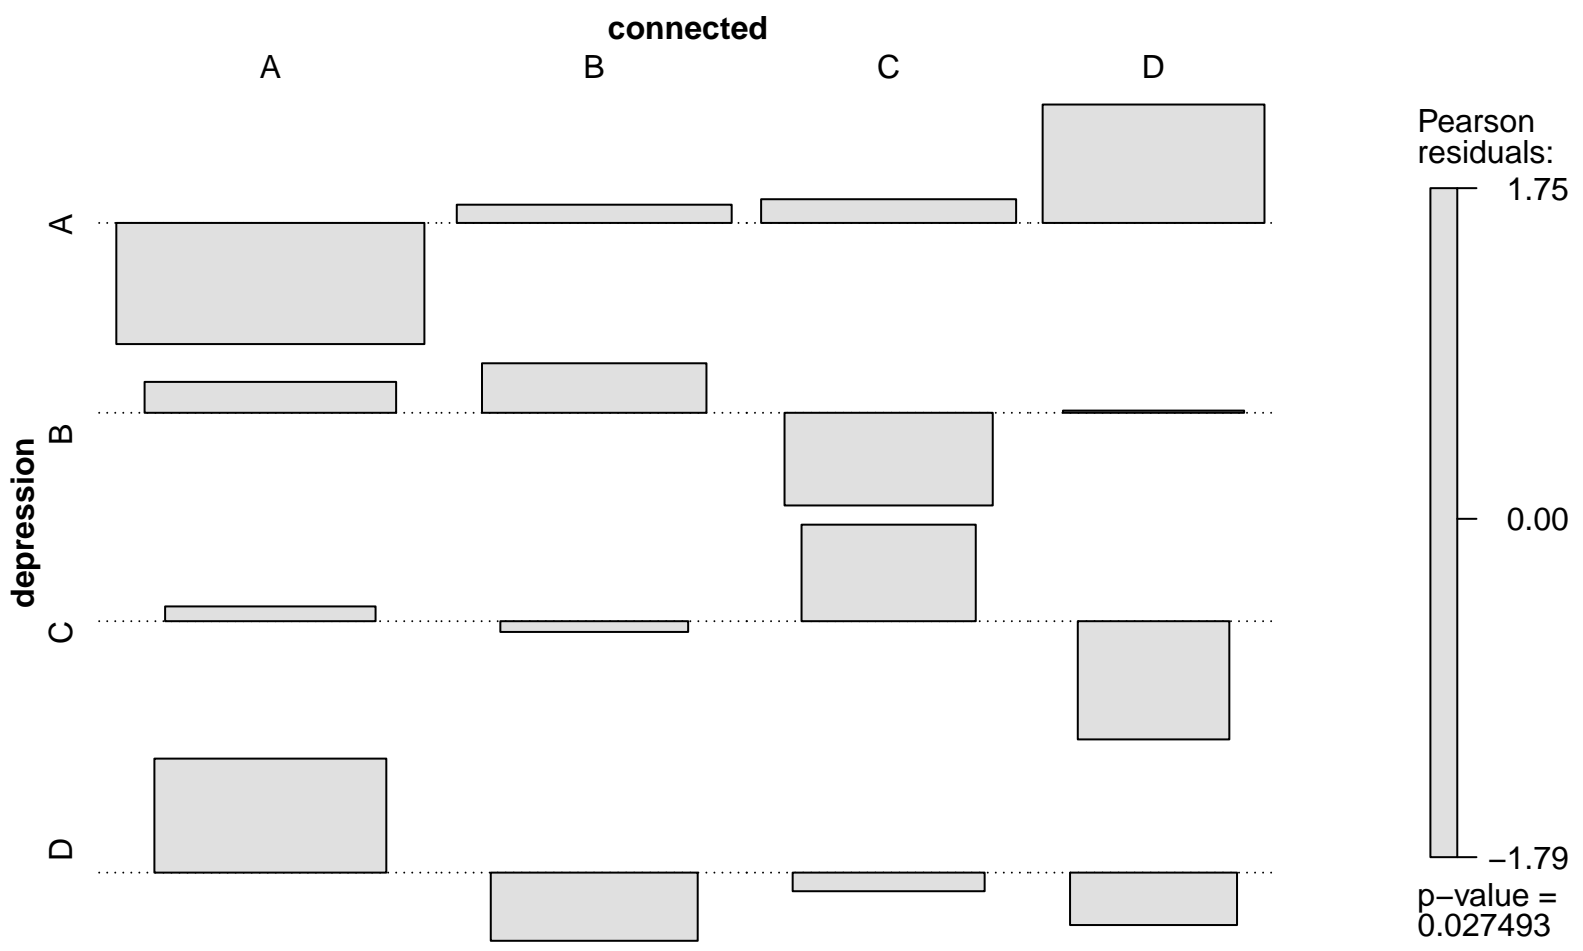 connected
A B C D
Pearson
residuals:
1.75
0.00
−1.79
p−value =
0.027493
depression
A
B
C
D